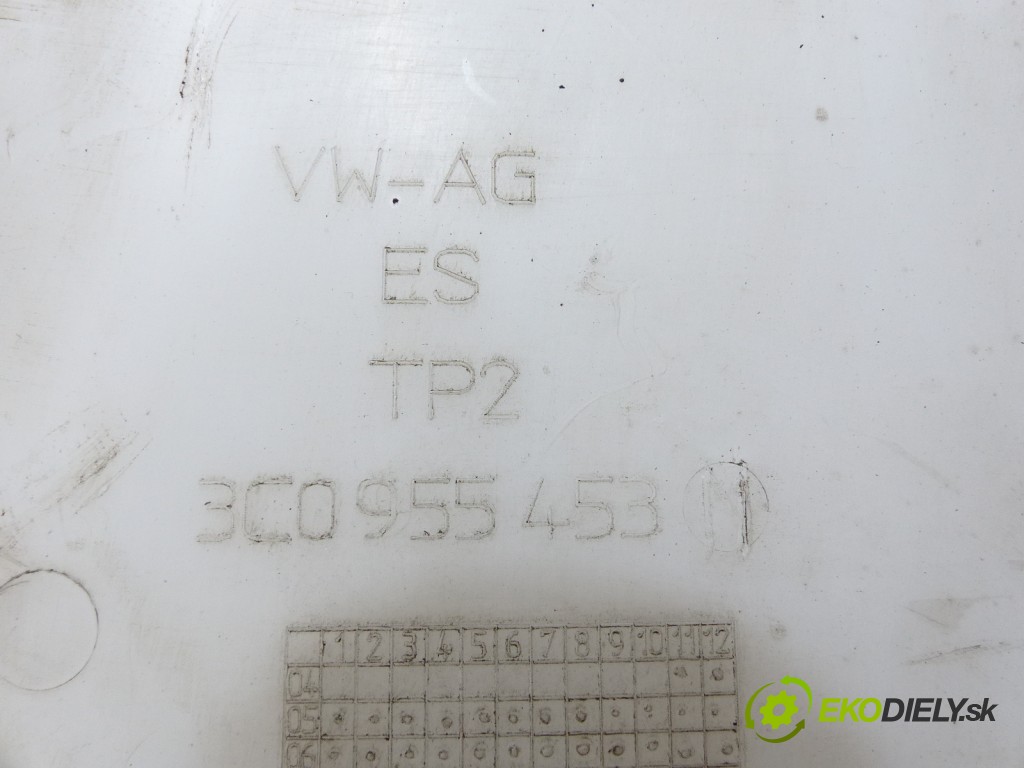 VW-AG
ES
TP2
3C0 955 453
1 2 3 4 5 6 7 8 9 10 11 12
04
05
06
EKODIELY.sk